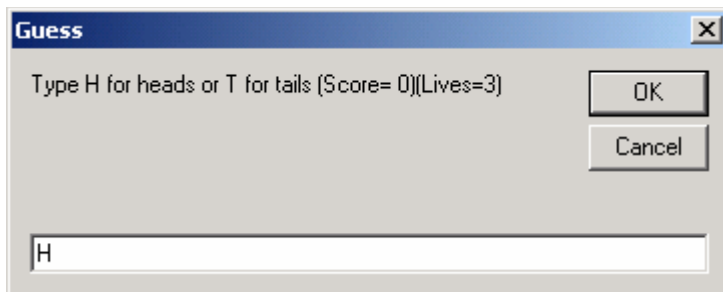 Guess
Type H for heads or T for tails (Score= 0)(Lives=3)
OK
Cancel
H